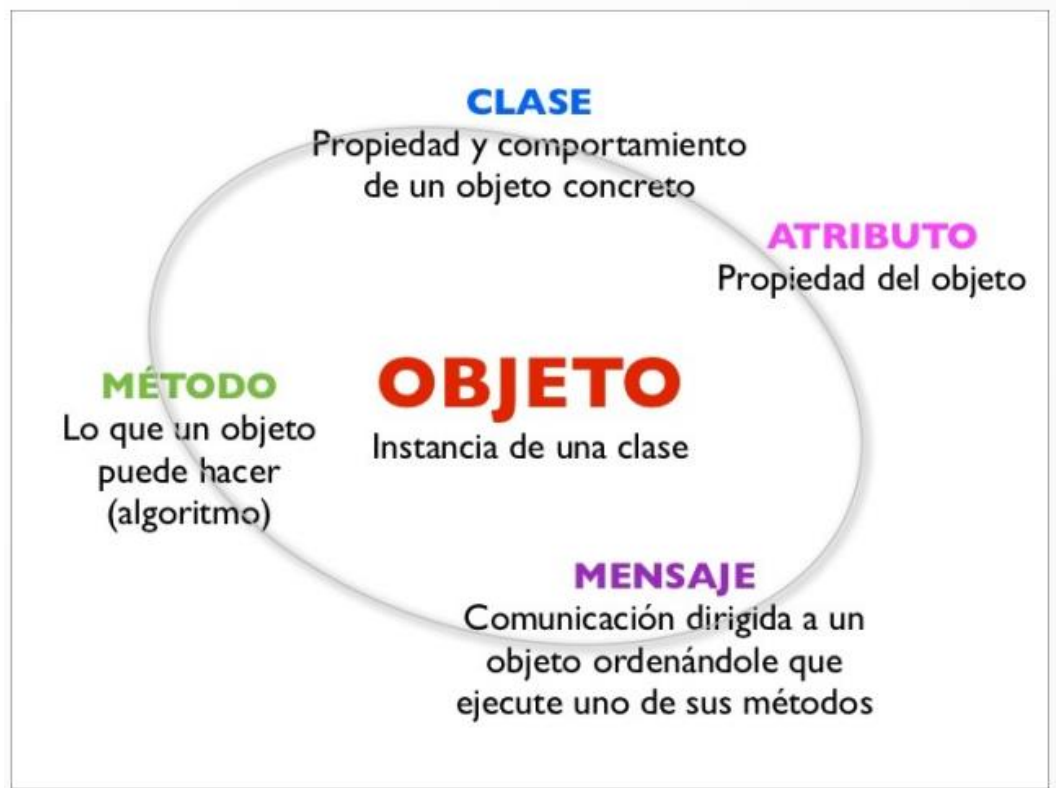 CLASE
Propiedad y comportamiento
de un objeto concreto
ATRIBUTO
Propiedad del objeto
OBJETO
Instancia de una clase
MÉTODO
Lo que un objeto
puede hacer
(algoritmo)
MENSAJE
Comunicación dirigida a un
objeto ordenándole que
ejecute uno de sus métodos